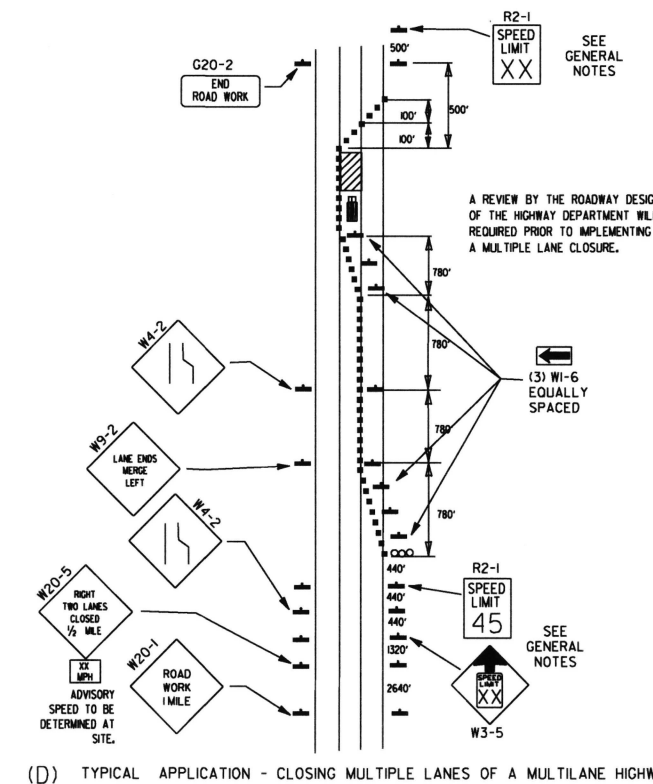 R2-1
SPEED
LIMIT
XX
SEE
GENERAL
NOTES
G20-2
END
ROAD WORK
500'
500'
100'
100'
A REVIEW BY THE ROADWAY DESIG
OF THE HIGHWAY DEPARTMENT WIL
REQUIRED PRIOR TO IMPLEMENTING
A MULTIPLE LANE CLOSURE.
780'
780'
780'
780'
W4-2
(3) W1-6
EQUALLY
SPACED
W9-2
LANE ENDS
MERGE
LEFT
W4-2
440'
440'
440'
1320'
2640'
R2-1
SPEED
LIMIT
45
W20-5
RIGHT
TWO LANES
CLOSED
1/2 MILE
XX
MPH
ADVISORY
SPEED TO BE
DETERMINED AT
SITE.
W20-1
ROAD
WORK
1 MILE
SEE
GENERAL
NOTES
SPEED
LIMIT
XX
W3-5
(D) TYPICAL APPLICATION - CLOSING MULTIPLE LANES OF A MULTILANE HIGHW